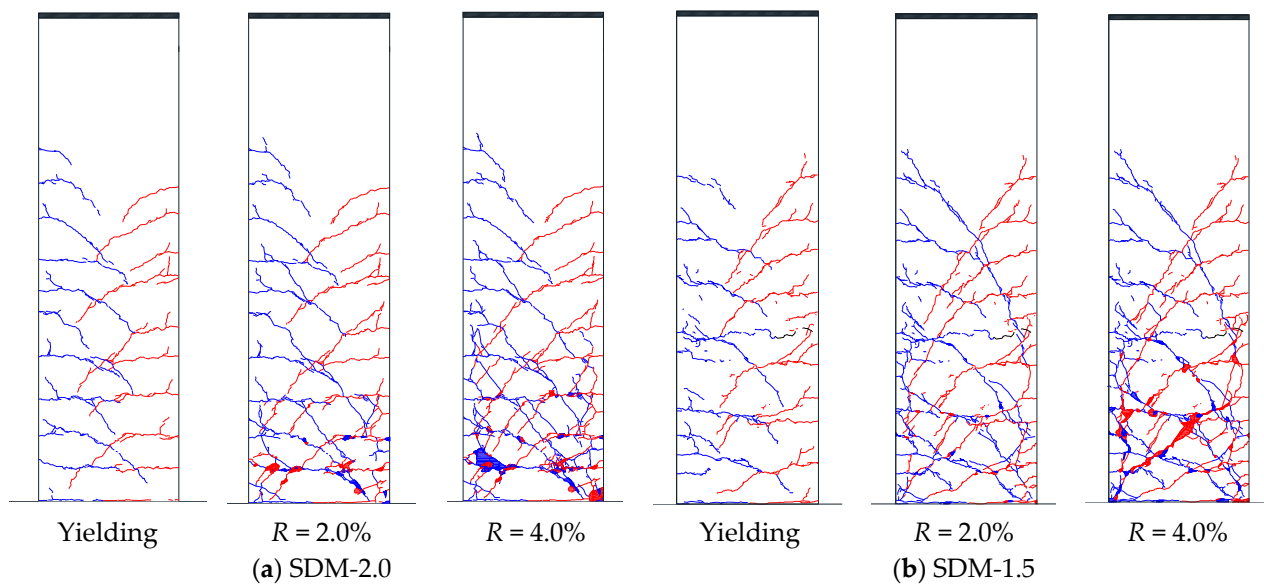 Yielding R = 2.0% R = 4.0% Yielding R = 2.0% R = 4.0%
(a) SDM-2.0 (b) SDM-1.5